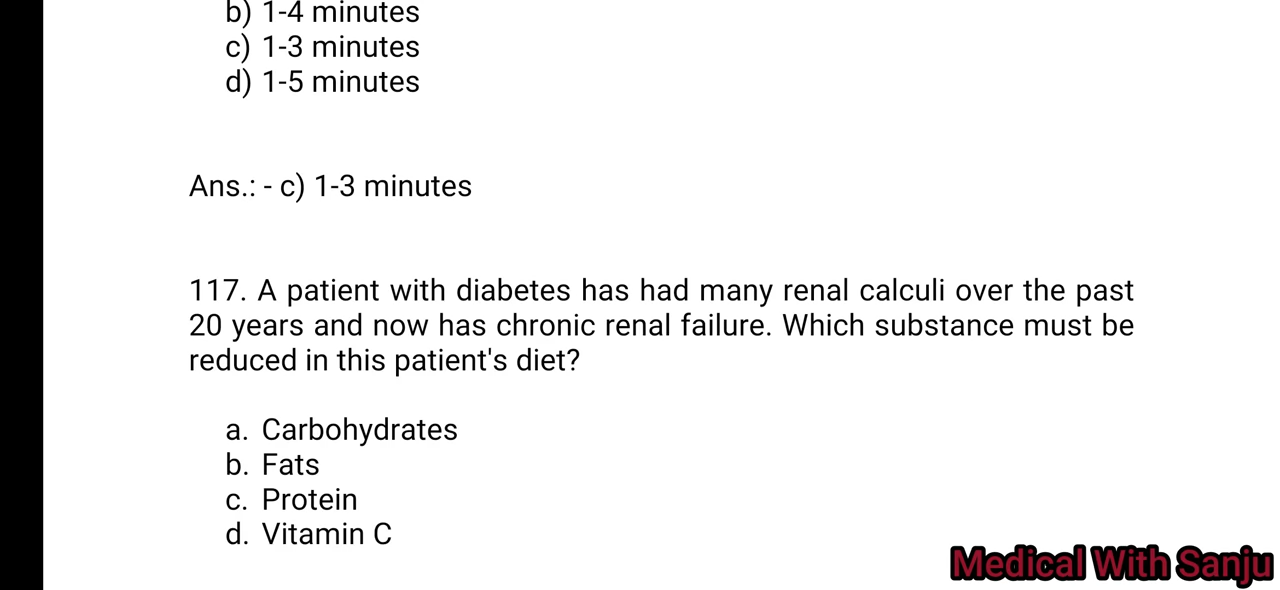 b) 1-4 minutes
c) 1-3 minutes
d) 1-5 minutes
Ans.: - c) 1-3 minutes
117. A patient with diabetes has had many renal calculi over the past
20 years and now has chronic renal failure. Which substance must be
reduced in this patient's diet?
a. Carbohydrates
b. Fats
c. Protein
d. Vitamin C
Medical With Sanju